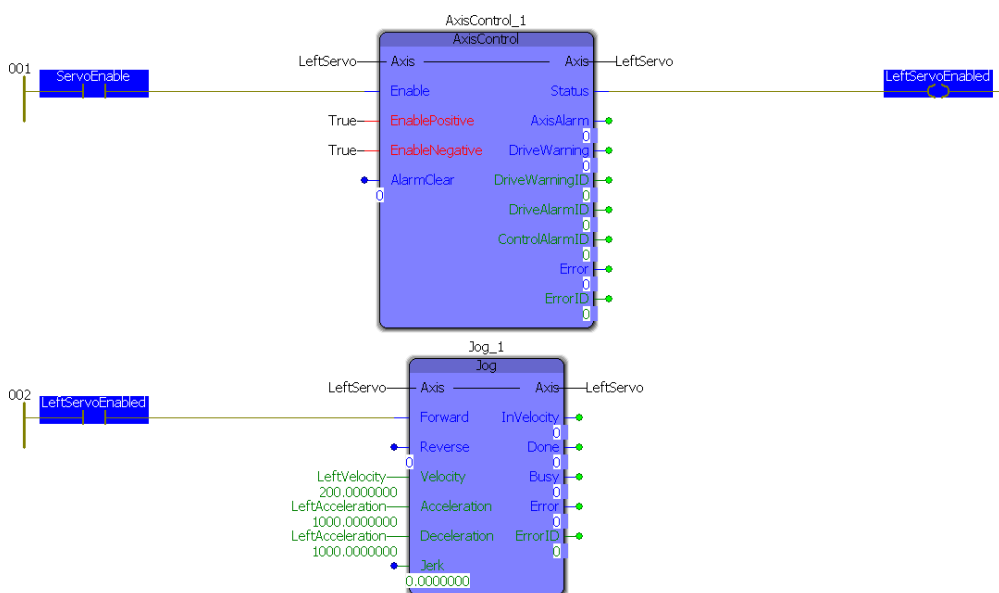 AxisControl_1
AxisControl
LeftServo Axis Axis LeftServo
001
ServoEnable Enable Status LeftServoEnabled
True EnablePositive AxisAlarm
0
True EnableNegative DriveWarning
0
AlarmClear DriveWarningID
0 0
DriveAlarmID
0
ControlAlarmID
0
Error
0
ErrorID
0
Jog_1
Jog
LeftServo Axis Axis LeftServo
002
LeftServoEnabled Forward InVelocity
0
Reverse Done
0 0
LeftVelocity Velocity Busy
200.0000000 0
LeftAcceleration Acceleration Error
1000.0000000 0
LeftAcceleration Deceleration ErrorID
1000.0000000 0
Jerk
0.0000000